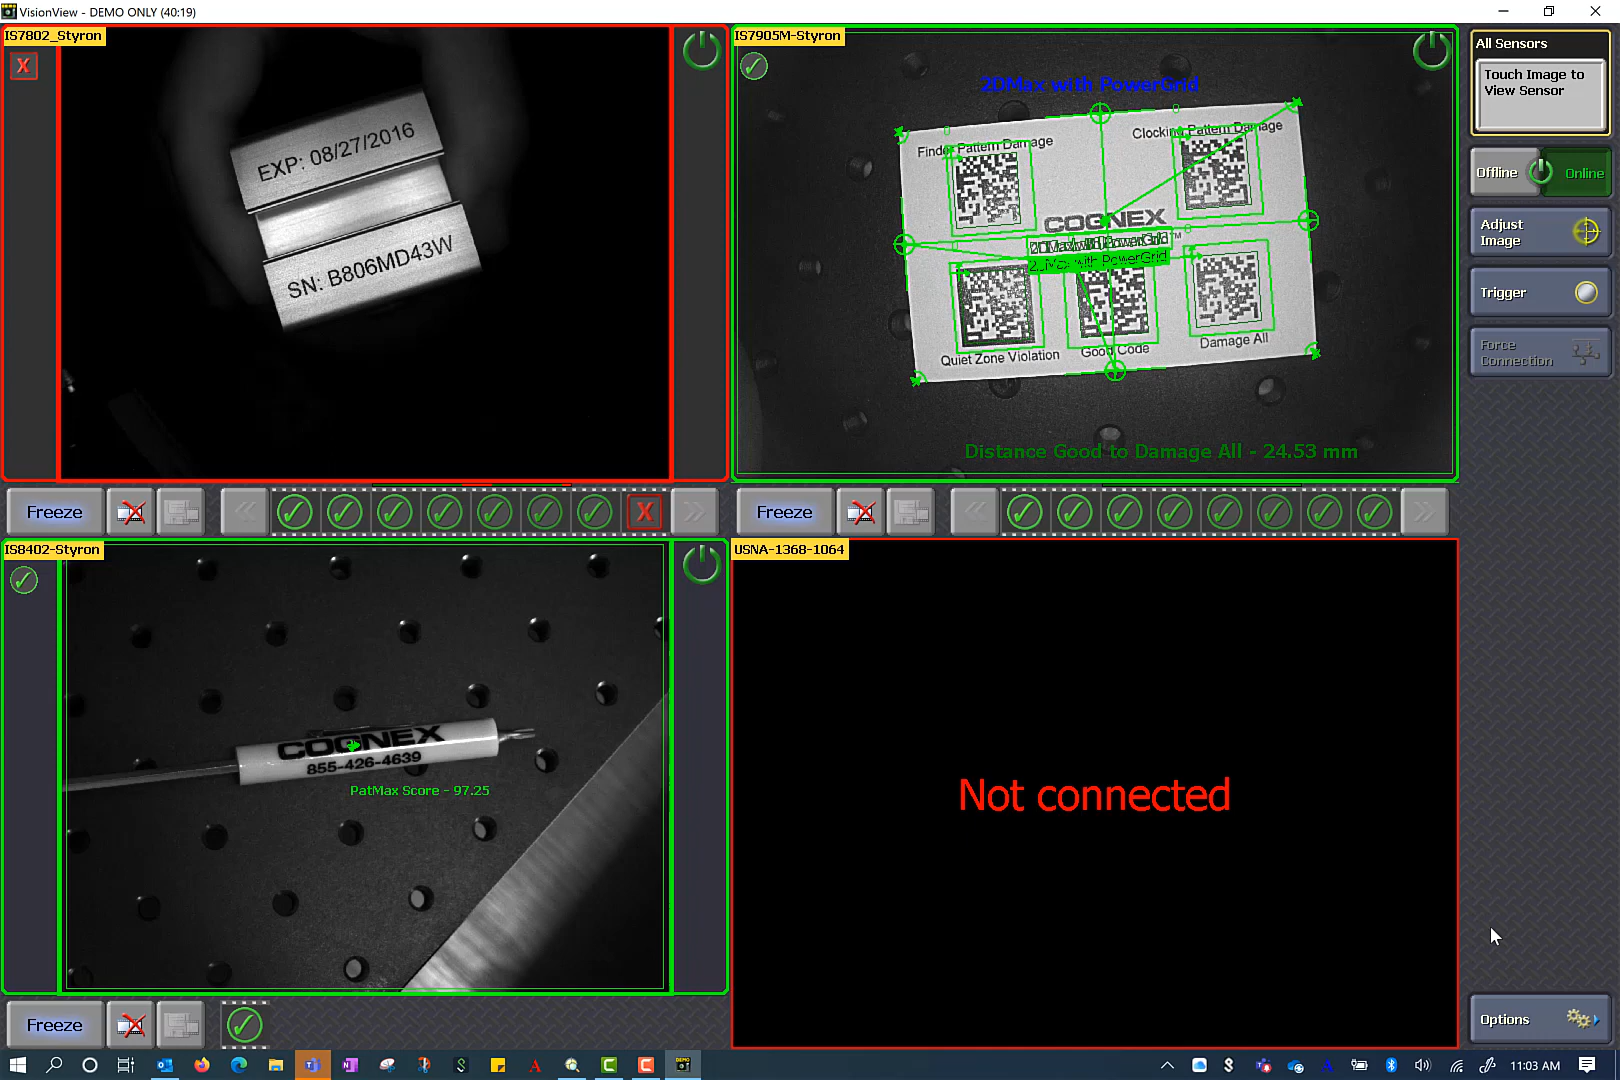 VisionView - DEMO ONLY (40:19)
IS7802_Styron
X
EXP: 08/27/2016
SN: B806MD43W
Freeze
X
IS7905M-Styron
2DMax with PowerGrid
Finder Pattern Damage
Clocking Pattern Damage
COGNEX
2DMax with PowerGrid
Quiet Zone Violation
Good Code
Damage All
Distance Good to Damage All - 24.53 mm
Freeze
IS8402-Styron
COGNEX
855-426-4639
PatMax Score - 97.25
Freeze
USNA-1368-1064
Not connected
All Sensors
Touch Image to
View Sensor
Offline
Online
Adjust
Image
Trigger
Force
Connection
Options
11:03 AM